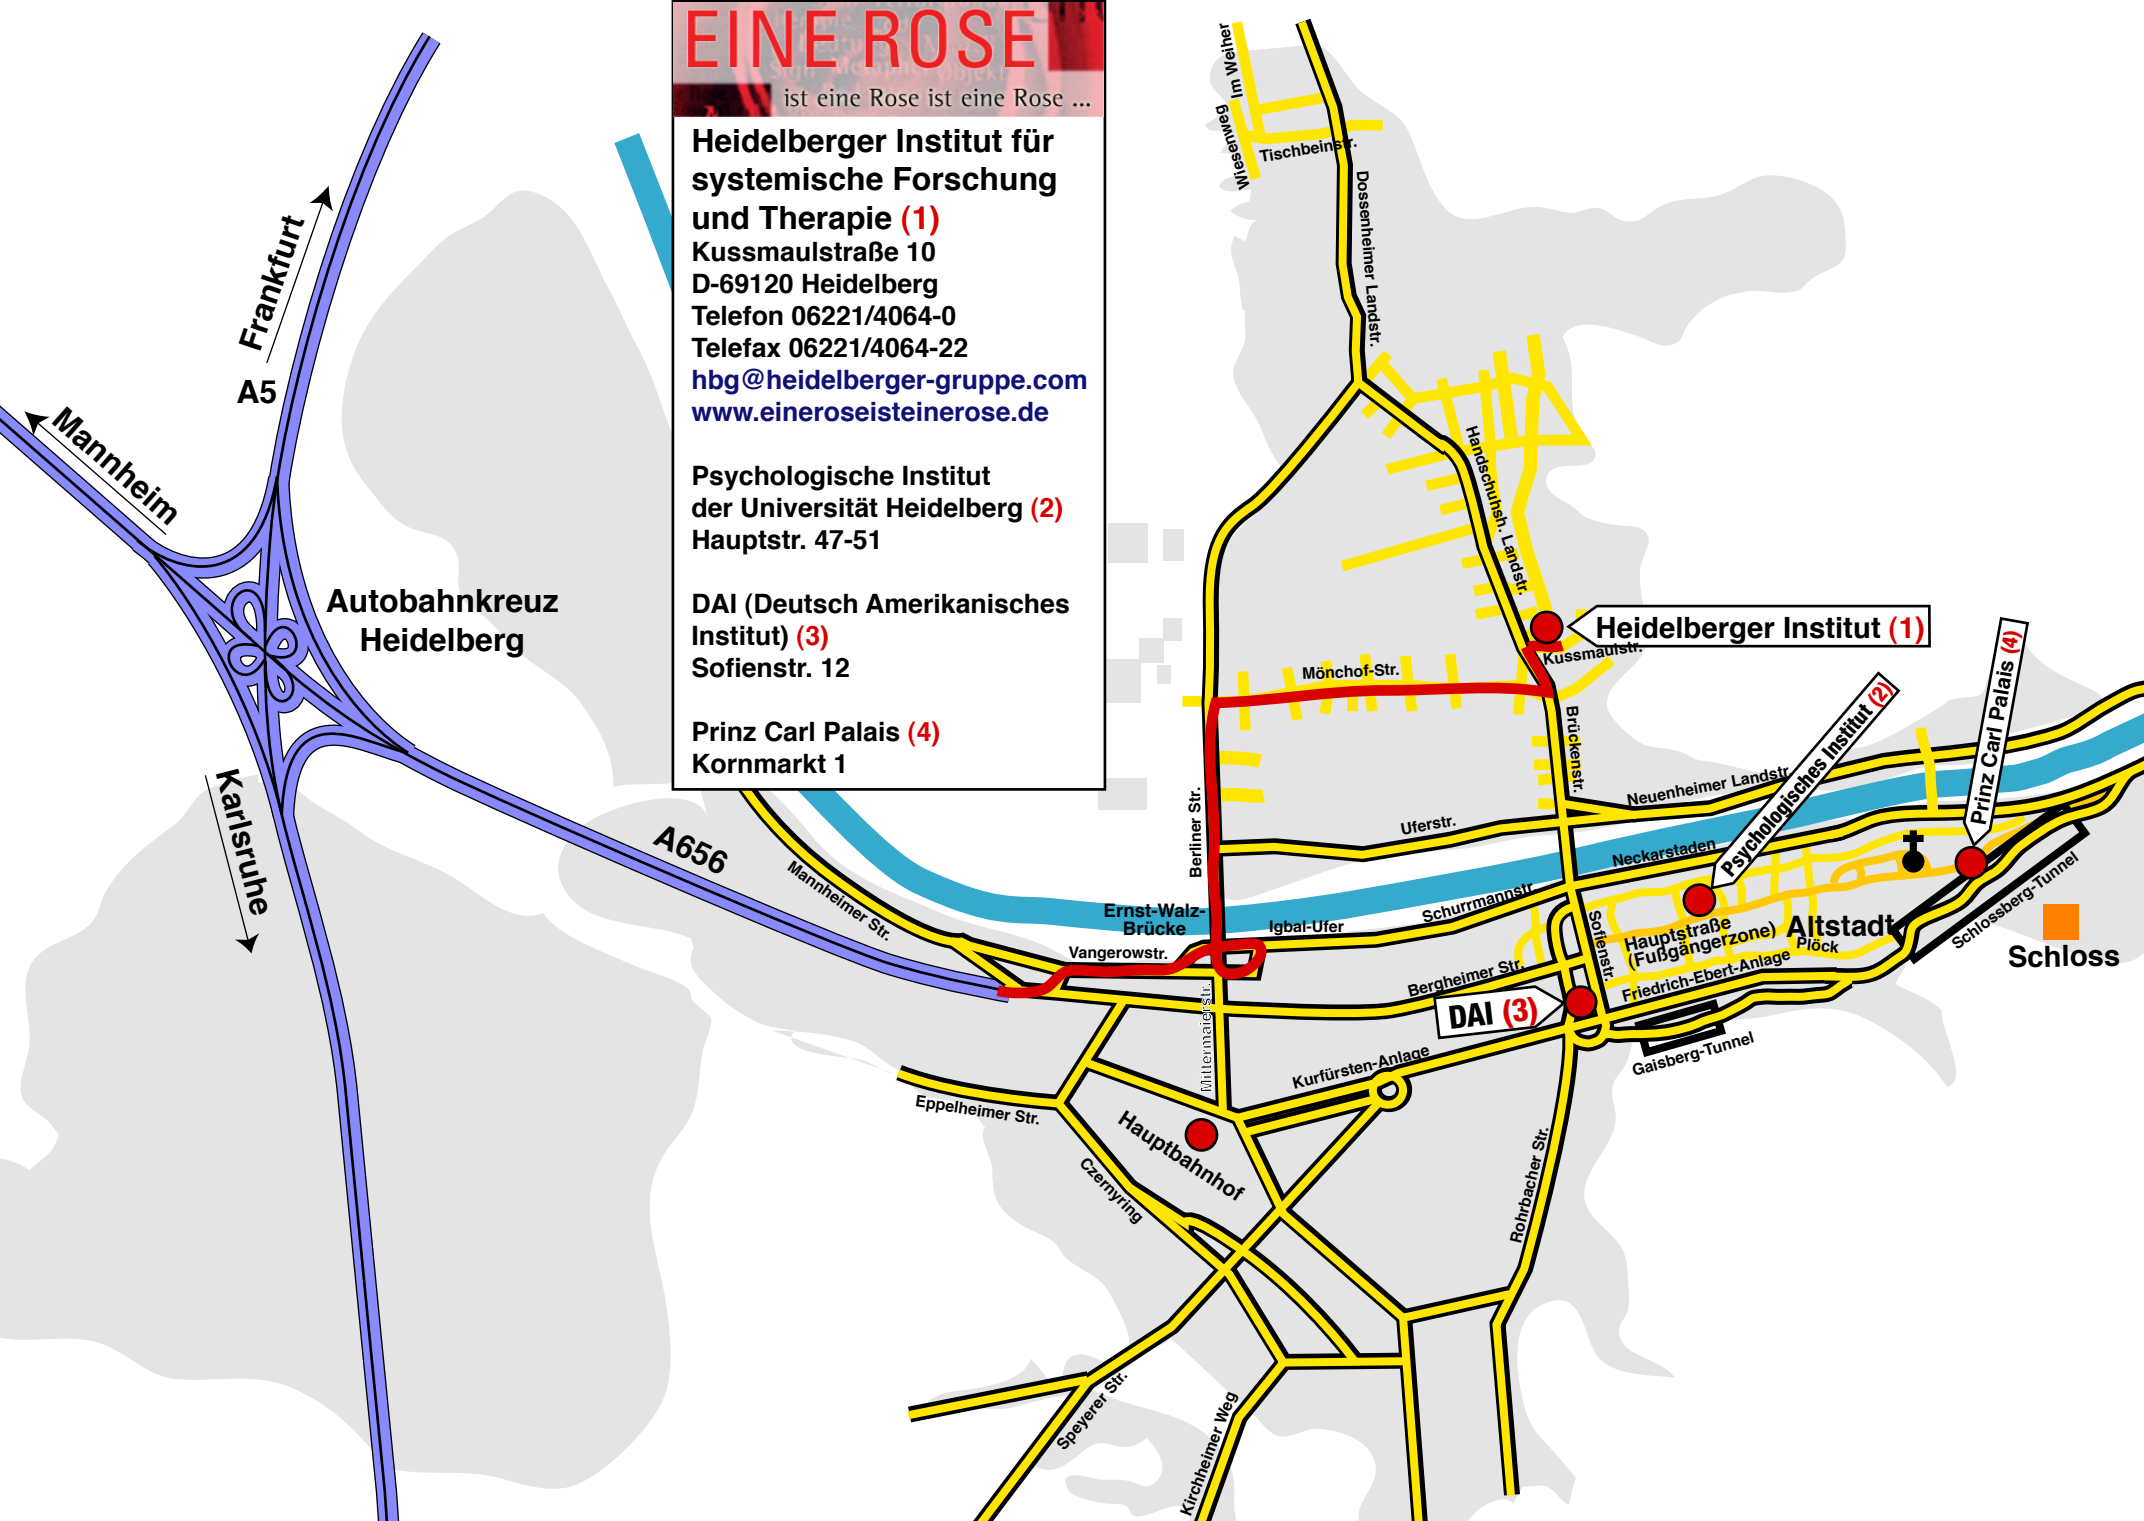 EINE ROSE
ist eine Rose ist eine Rose ...
Heidelberger Institut für
systemische Forschung
und Therapie (1)
Kussmaulstraße 10
D-69120 Heidelberg
Telefon 06221/4064-0
Telefax 06221/4064-22
hbg@heidelberger-gruppe.com
www.eineroseisteinerose.de
Psychologische Institut
der Universität Heidelberg (2)
Hauptstr. 47-51
DAI (Deutsch Amerikanisches
Institut) (3)
Sofienstr. 12
Prinz Carl Palais (4)
Kornmarkt 1
Frankfurt
A5
Mannheim
Autobahnkreuz
Heidelberg
Karlsruhe
A656
Im Weiher
Wiesenweg
Tischbeinstr.
Dossenheimer Landstr.
Handschuhsh. Landstr.
Heidelberger Institut (1)
Kussmaulstr.
Mönchof-Str.
Brückenstr.
Psychologisches Institut (2)
Prinz Carl Palais (4)
Neuenheimer Landstr.
Berliner Str.
Uferstr.
Neckarstaden
Mannheimer Str.
Ernst-Walz-
Brücke
Igbal-Ufer
Schurrmannstr.
Vangerowstr.
Sofienstr.
Hauptstraße
(Fußgängerzone)
Altstadt
Plöck
Schlossberg-Tunnel
Schloss
Bergheimer Str.
Friedrich-Ebert-Anlage
DAI (3)
Mittermaierstr.
Gaisberg-Tunnel
Kurfürsten-Anlage
Eppelheimer Str.
Hauptbahnhof
Czernyring
Rohrbacher Str.
Speyerer Str.
Kirchheimer Weg